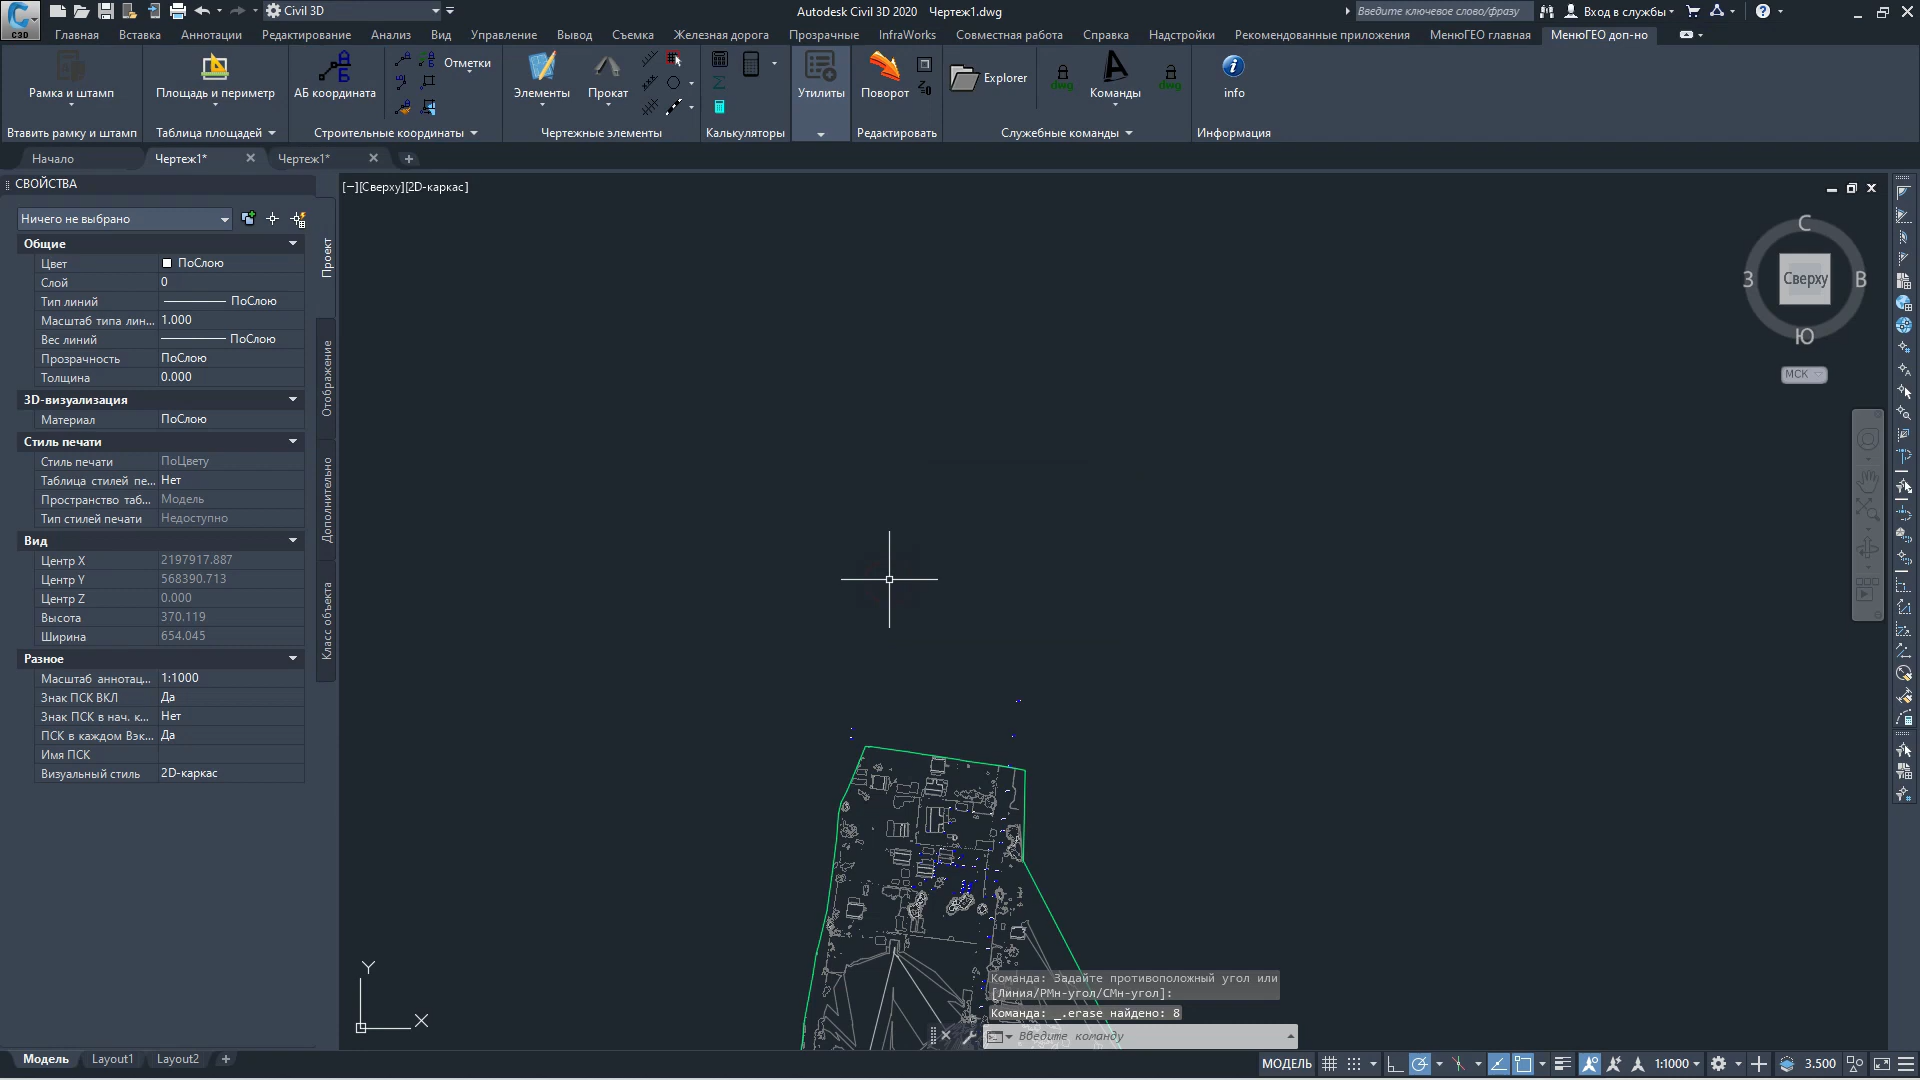 C3D
Civil 3D
Autodesk Civil 3D 2020 Чертеж1.dwg
Введите ключевое слово/фразу
Вход в службы
Главная Вставка Аннотации Редактирование Анализ Вид Управление Вывод Съемка Железная дорога Прозрачные InfraWorks Совместная работа Справка Надстройки Рекомендованные приложения МенюГЕО главная МенюГЕО доп-но
Рамка и штамп
Площадь и периметр
АБ координата
Отметки
Элементы
Прокат
Утилиты
Поворот
Explorer
dwg
Команды
dwg
info
Втавить рамку и штамп
Таблица площадей
Строительные координаты
Чертежные элементы
Калькуляторы
Редактировать
Служебные команды
Информация
Начало
Чертеж1*
Чертеж1*
СВОЙСТВА
[−][Сверху][2D-каркас]
Ничего не выбрано
Общие
Цвет ПоСлою
Слой 0
Тип линий ПоСлою
Масштаб типа лин... 1.000
Вес линий ПоСлою
Прозрачность ПоСлою
Толщина 0.000
3D-визуализация
Материал ПоСлою
Стиль печати
Стиль печати ПоЦвету
Таблица стилей пе... Нет
Пространство таб... Модель
Тип стилей печати Недоступно
Вид
Центр X 2197917.887
Центр Y 568390.713
Центр Z 0.000
Высота 370.119
Ширина 654.045
Разное
Масштаб аннотац... 1:1000
Знак ПСК ВКЛ Да
Знак ПСК в нач. к... Нет
ПСК в каждом Вэк... Да
Имя ПСК
Визуальный стиль 2D-каркас
Проект
Отображение
Дополнительно
Класс объекта
С
З
Сверху
В
Ю
МСК
Y
X
Команда: Задайте противоположный угол или
[Линия/РМн-угол/СМн-угол]:
Команда: _.erase найдено: 8
Введите команду
Модель Layout1 Layout2
МОДЕЛЬ
1:1000
3.500